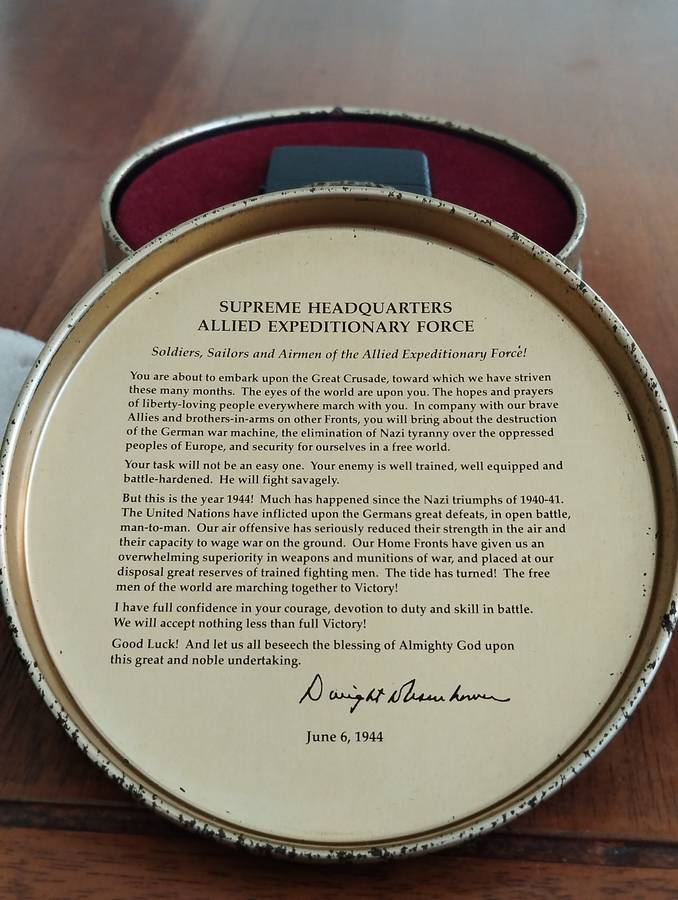 SUPREME HEADQUARTERS
ALLIED EXPEDITIONARY FORCE
Soldiers, Sailors and Airmen of the Allied Expeditionary Force!
You are about to embark upon the Great Crusade, toward which we have striven
these many months. The eyes of the world are upon you. The hopes and prayers
of liberty-loving people everywhere march with you. In company with our brave
Allies and brothers-in-arms on other Fronts, you will bring about the destruction
of the German war machine, the elimination of Nazi tyranny over the oppressed
peoples of Europe, and security for ourselves in a free world.
Your task will not be an easy one. Your enemy is well trained, well equipped and
battle-hardened. He will fight savagely.
But this is the year 1944! Much has happened since the Nazi triumphs of 1940-41.
The United Nations have inflicted upon the Germans great defeats, in open battle,
man-to-man. Our air offensive has seriously reduced their strength in the air and
their capacity to wage war on the ground. Our Home Fronts have given us an
overwhelming superiority in weapons and munitions of war, and placed at our
disposal great reserves of trained fighting men. The tide has turned! The free
men of the world are marching together to Victory!
I have full confidence in your courage, devotion to duty and skill in battle.
We will accept nothing less than full Victory!
Good Luck! And let us all beseech the blessing of Almighty God upon
this great and noble undertaking.
Dwight D Eisenhower
June 6, 1944